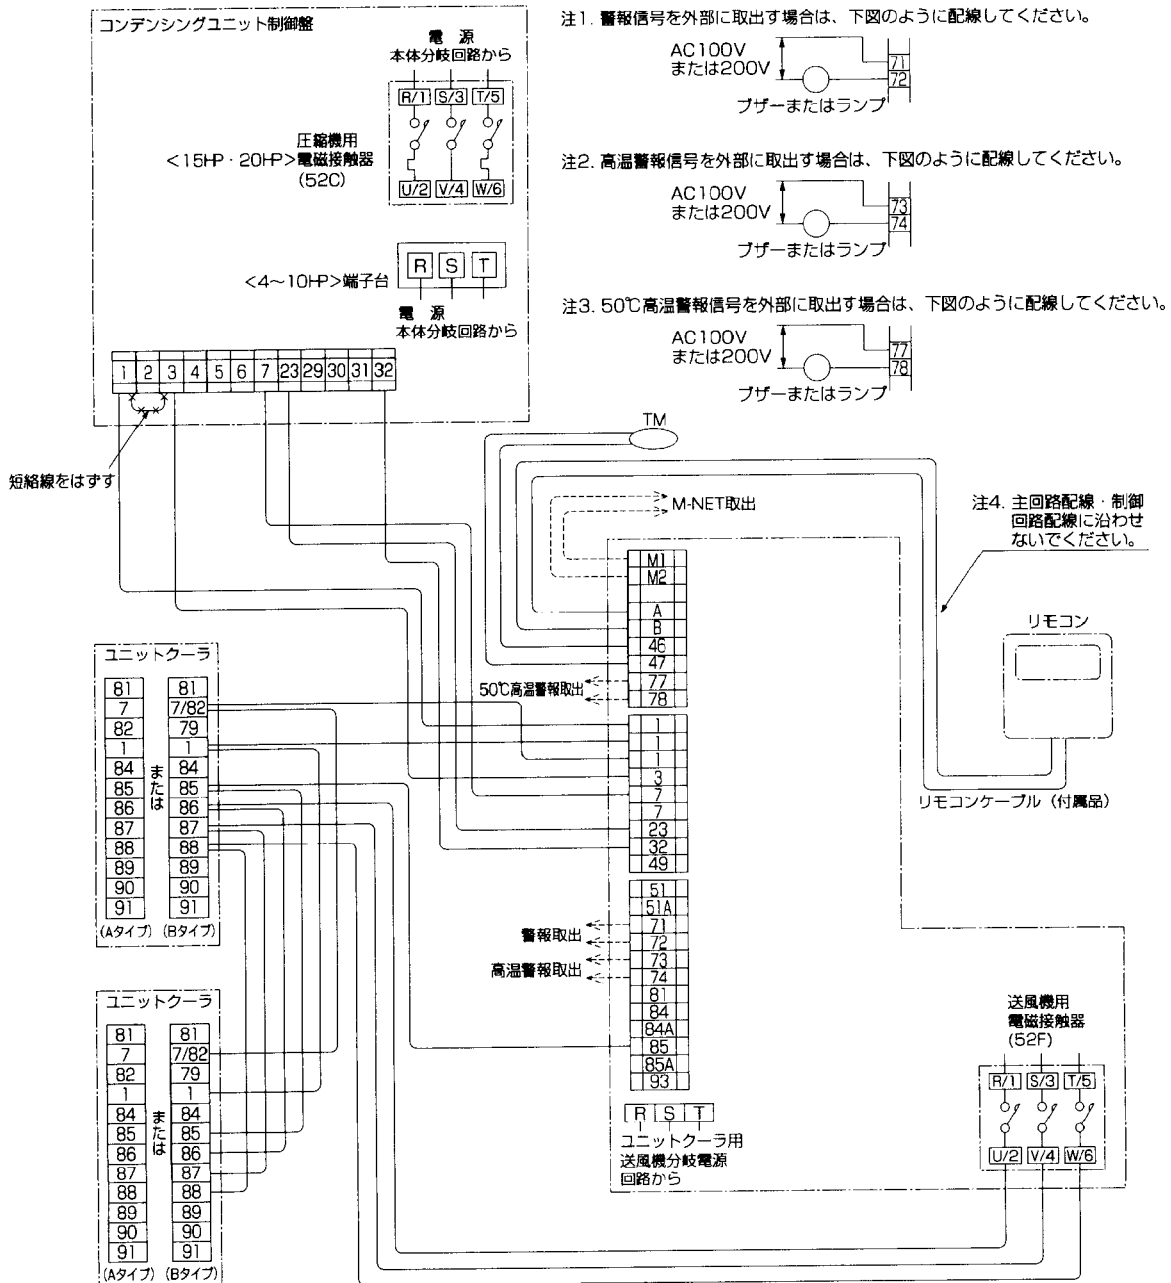 コンデンシングユニット制御盤
電 源
本体分岐回路から
R/1 S/3 T/5
圧縮機用
<15HP・20HP>電磁接触器
(52C)
U/2 V/4 W/6
R S T
<4〜10HP>端子台
電 源
本体分岐回路から
1 2 3 4 5 6 7 23 29 30 31 32
短絡線をはずす
注1. 警報信号を外部に取出す場合は、下図のように配線してください。
AC100V
または200V
71
72
ブザーまたはランプ
注2. 高温警報信号を外部に取出す場合は、下図のように配線してください。
AC100V
または200V
73
74
ブザーまたはランプ
注3. 50℃高温警報信号を外部に取出す場合は、下図のように配線してください。
AC100V
または200V
77
78
ブザーまたはランプ
TM
M-NET取出
注4. 主回路配線・制御
回路配線に沿わせ
ないでください。
リモコン
リモコンケーブル(付属品)
M1
M2
A
B
46
47
77
78
50℃高温警報取出
1
1
1
3
7
7
23
32
49
51
51A
71
72
73
74
81
84
84A
85
85A
93
警報取出
高温警報取出
R S T
ユニットクーラ用
送風機分岐電源
回路から
送風機用
電磁接触器
(52F)
R/1 S/3 T/5
U/2 V/4 W/6
ユニットクーラ
81 81
7 7/82
82 79
1 1
84 84
85 85
86 86
87 87
88 88
89 89
90 90
91 91
または
(Aタイプ) (Bタイプ)
ユニットクーラ
81 81
7 7/82
82 79
1 1
84 84
85 85
86 86
87 87
88 88
89 89
90 90
91 91
または
(Aタイプ) (Bタイプ)